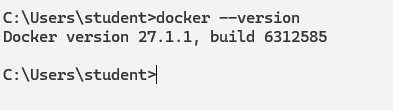 C:\Users\student>docker --version
Docker version 27.1.1, build 6312585
C:\Users\student>